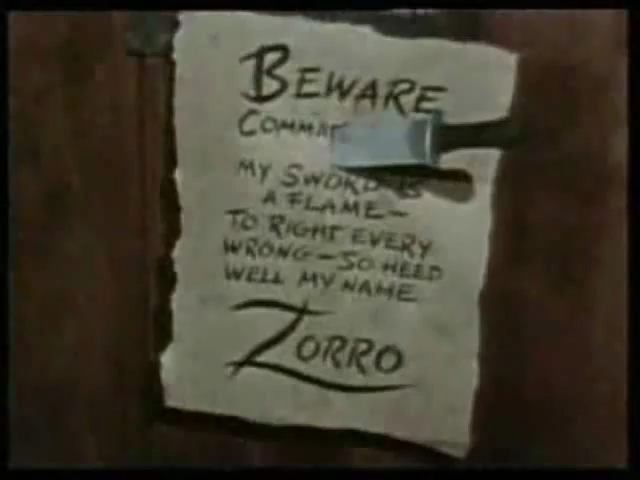 BEWARE
MY SWORD IS
A FLAME—
TO RIGHT EVERY
WRONG—SO HEED
WELL MY NAME
ZORRO